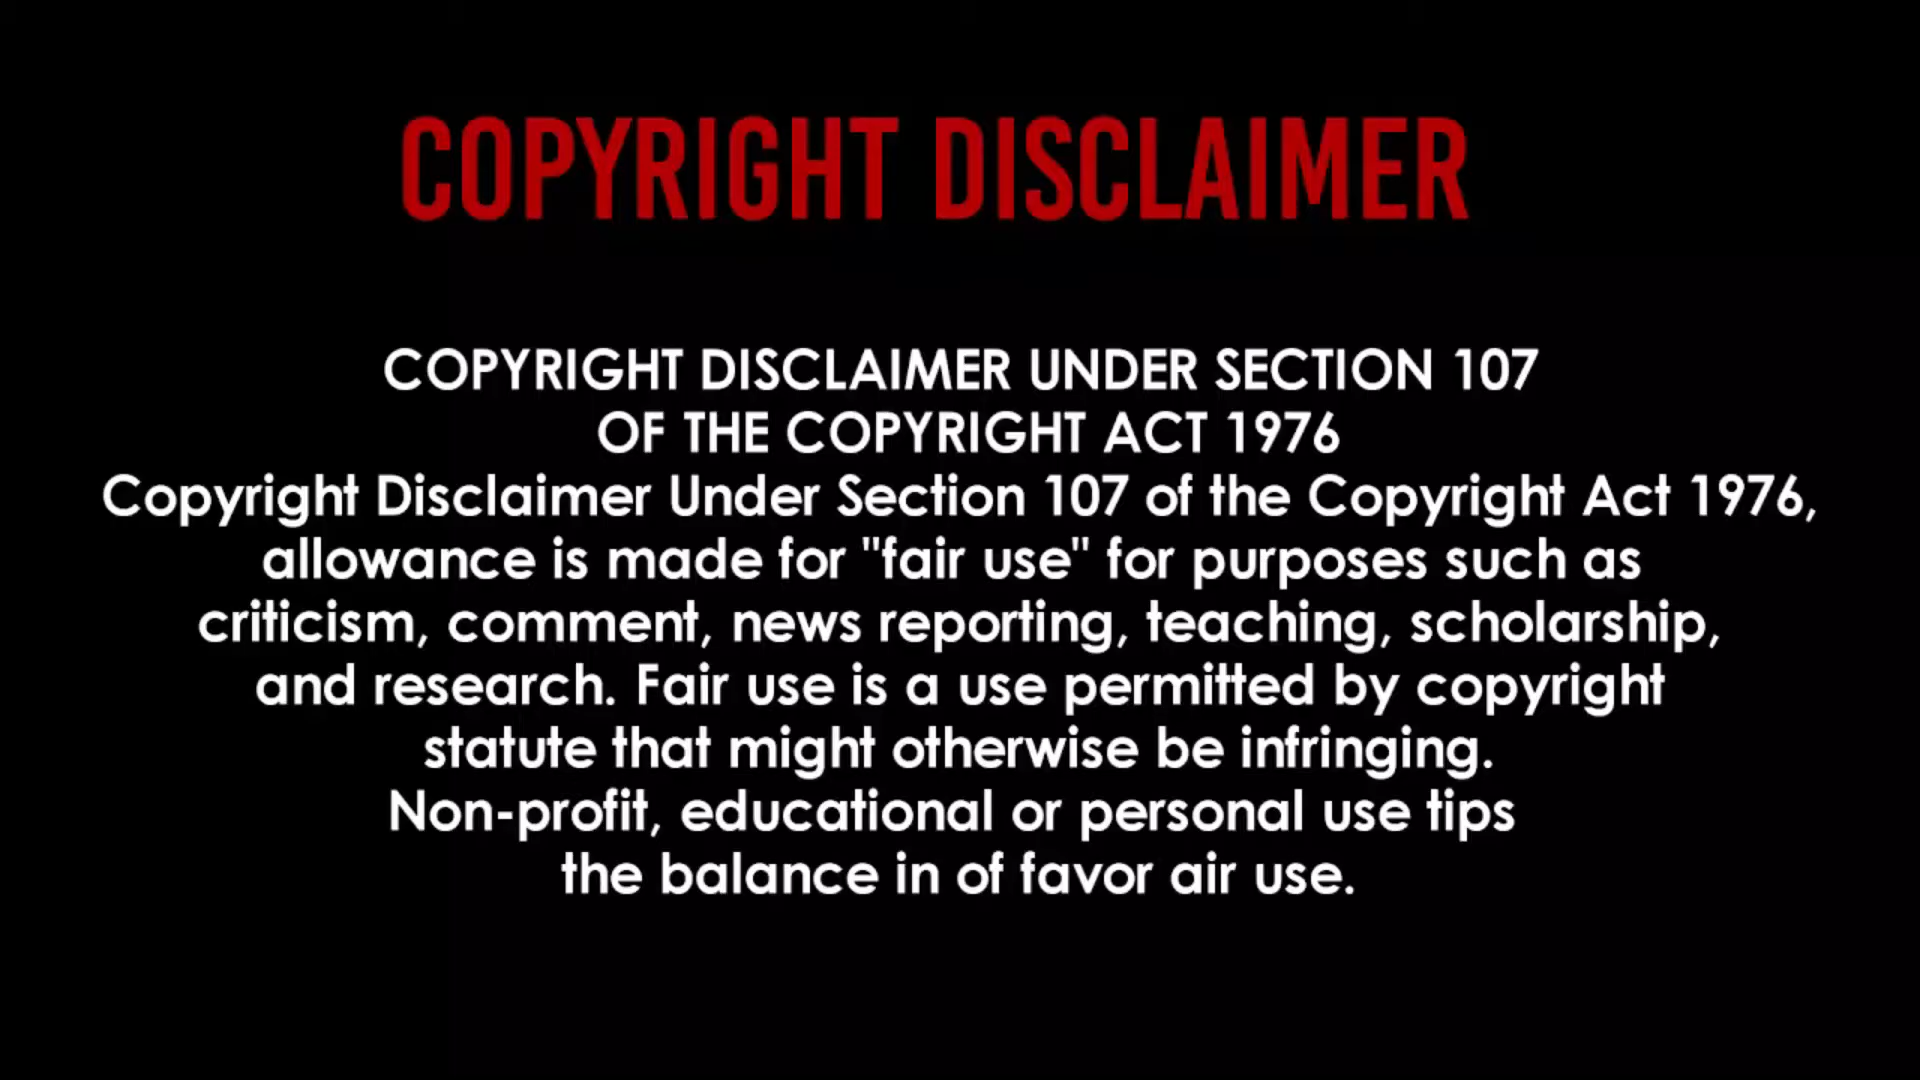 COPYRIGHT DISCLAIMER
COPYRIGHT DISCLAIMER UNDER SECTION 107
OF THE COPYRIGHT ACT 1976
Copyright Disclaimer Under Section 107 of the Copyright Act 1976,
allowance is made for "fair use" for purposes such as
criticism, comment, news reporting, teaching, scholarship,
and research. Fair use is a use permitted by copyright
statute that might otherwise be infringing.
Non-profit, educational or personal use tips
the balance in of favor air use.